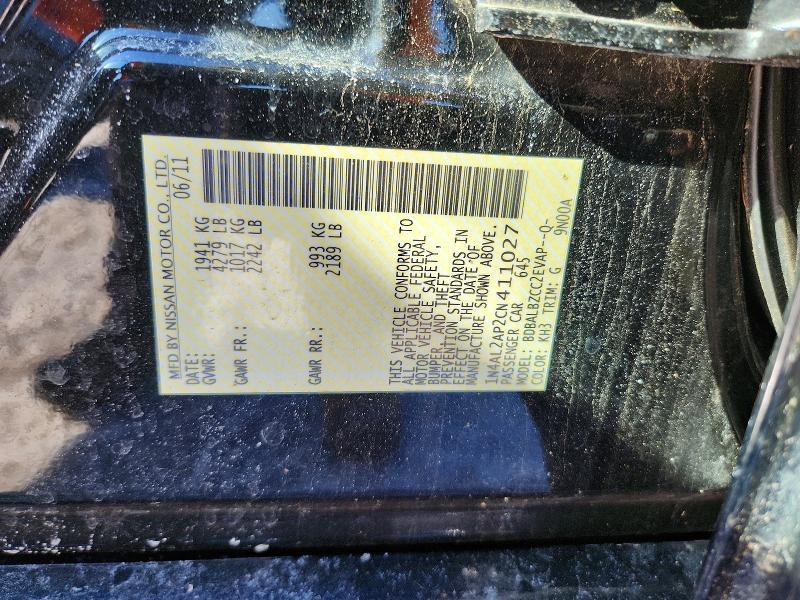 MFD BY NISSAN MOTOR CO., LTD.
DATE: 06/11
GVWR: 1941 KG
4279 LB
GAWR FR.: 1017 KG
2242 LB
GAWR RR.: 993 KG
2189 LB
THIS VEHICLE CONFORMS TO
ALL APPLICABLE FEDERAL
MOTOR VEHICLE SAFETY,
BUMPER, AND THEFT
PREVENTION STANDARDS IN
EFFECT ON THE DATE OF
MANUFACTURE SHOWN ABOVE.
1N4AL2AP2CN411027
PASSENGER CAR 645
MODEL: BDBALBZCC2EVAP--Q-
COLOR: KH3 TRIM: G 9N00A